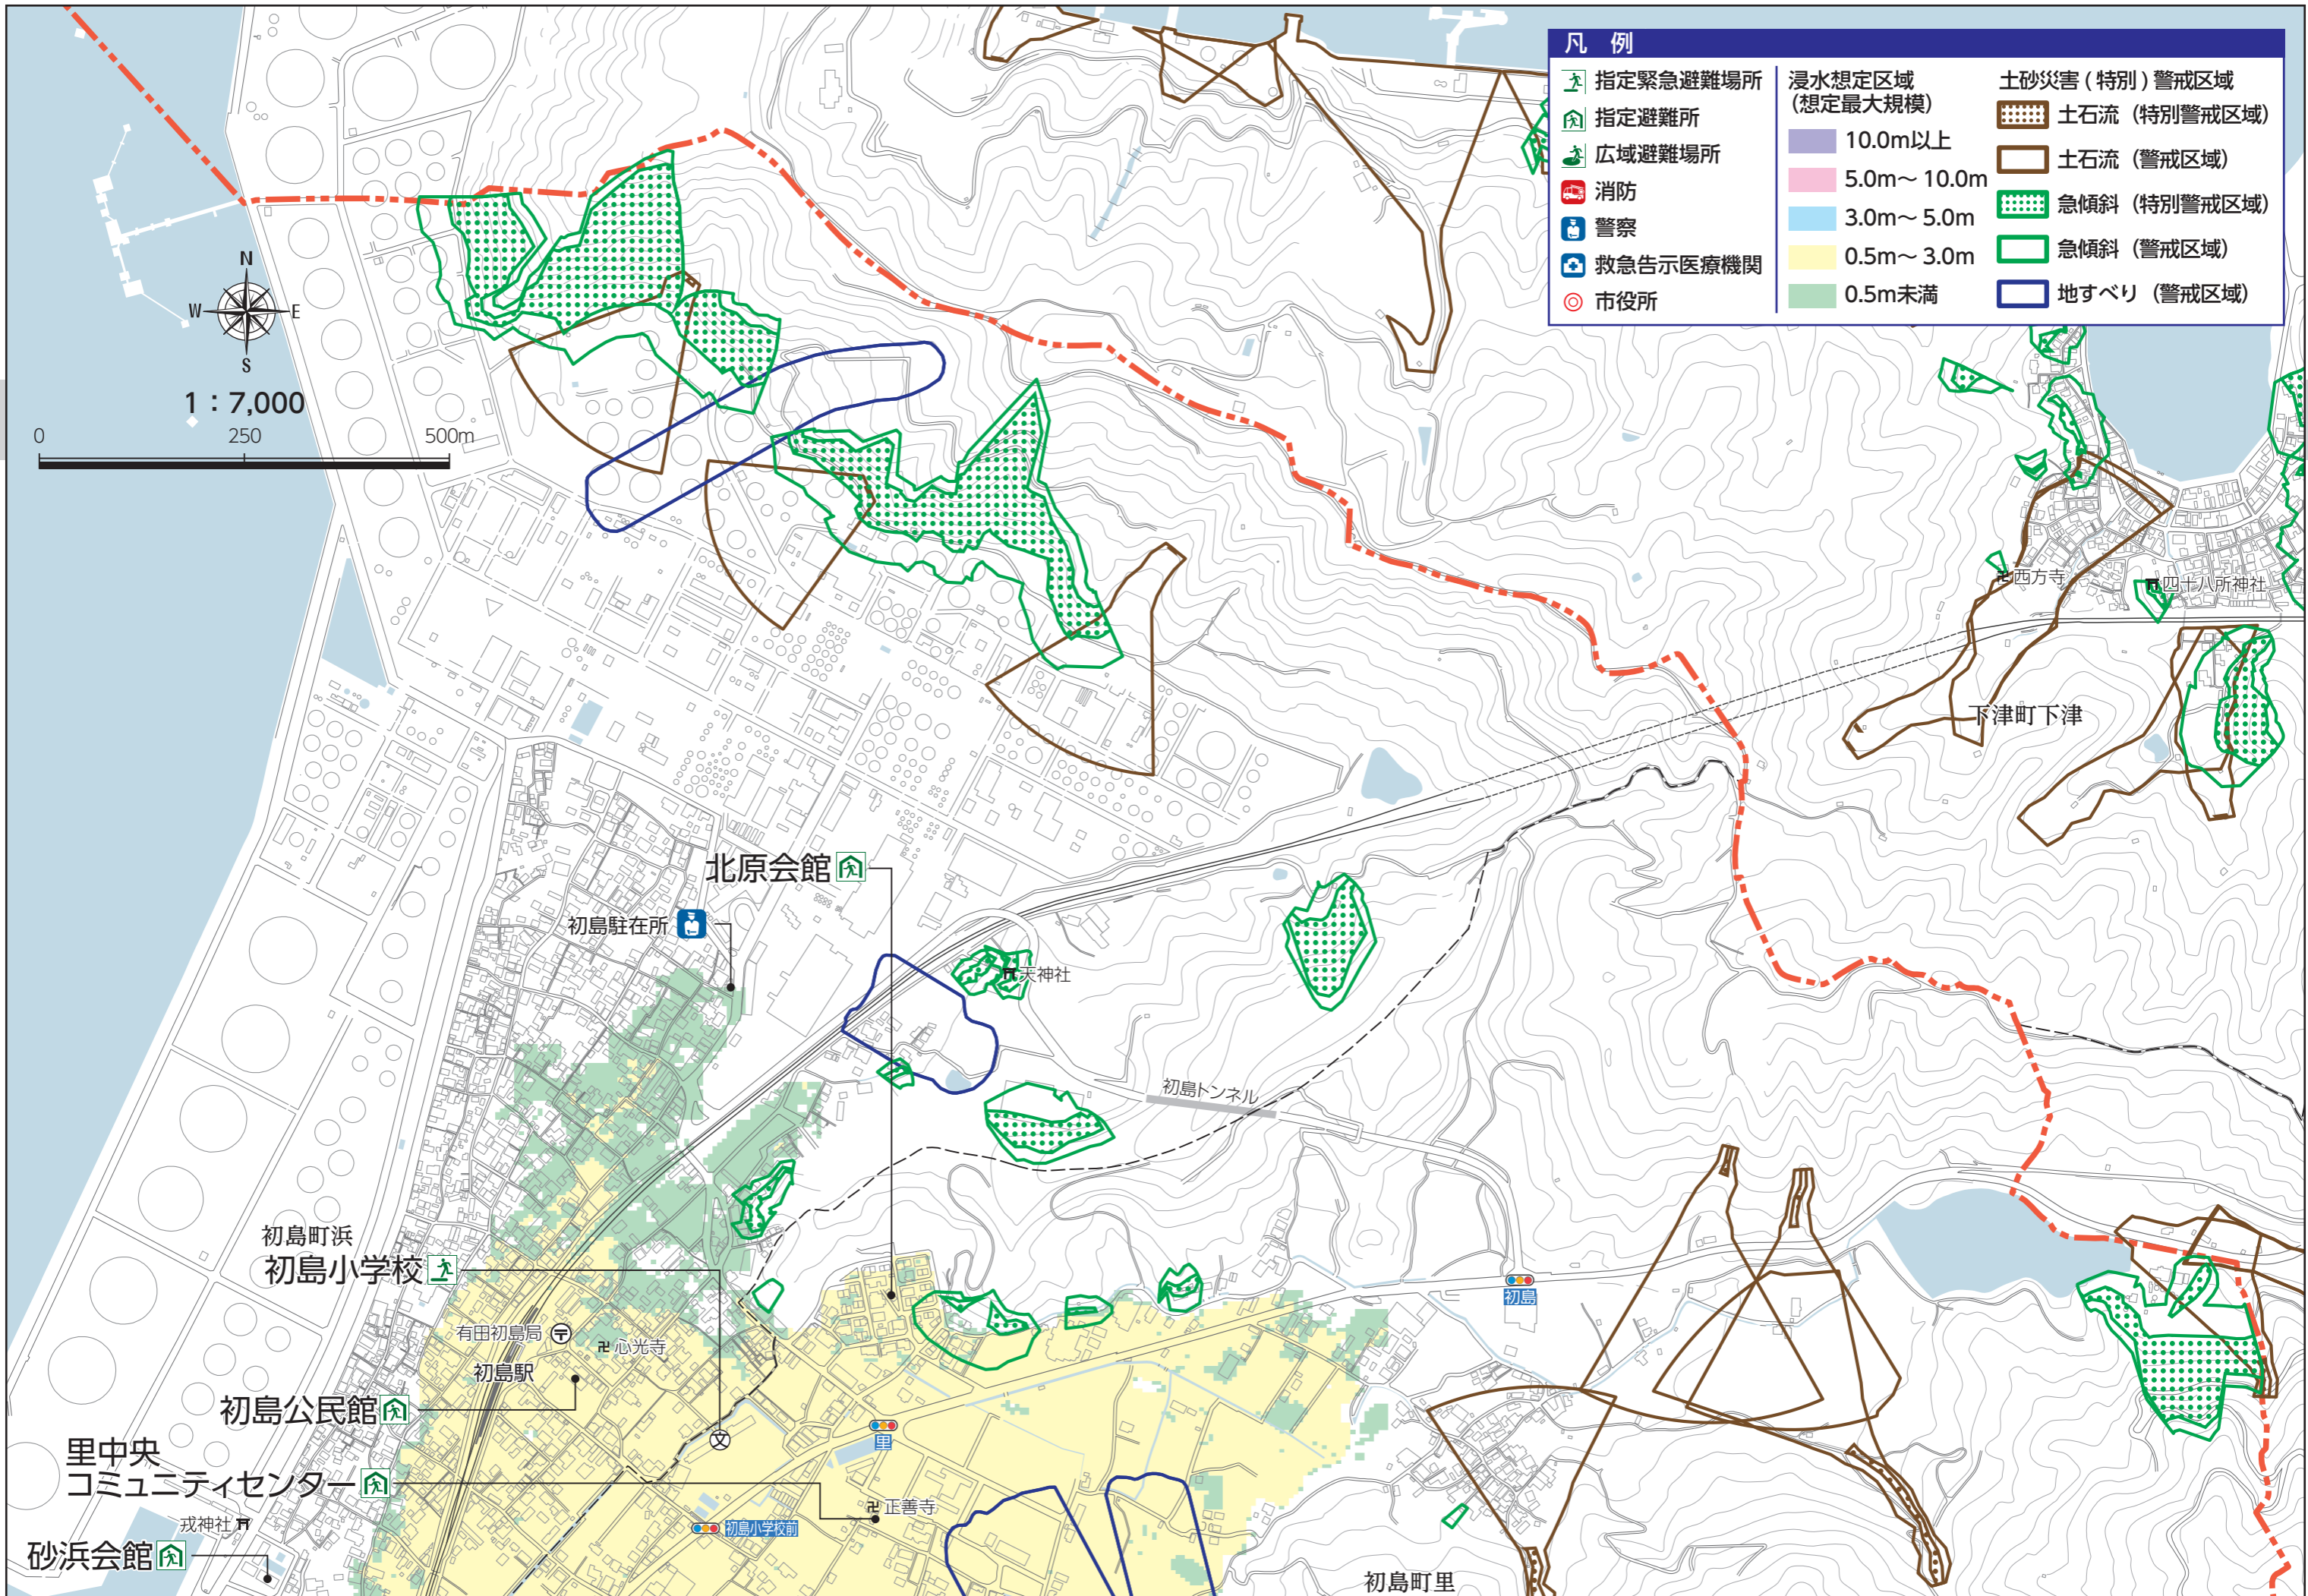 凡 例
指定緊急避難場所
指定避難所
広域避難場所
消防
警察
救急告示医療機関
市役所
浸水想定区域
(想定最大規模)
10.0m以上
5.0m～10.0m
3.0m～5.0m
0.5m～3.0m
0.5m未満
土砂災害(特別)警戒区域
土石流（特別警戒区域）
土石流（警戒区域）
急傾斜（特別警戒区域）
急傾斜（警戒区域）
地すべり（警戒区域）
N
W
E
S
1：7,000
0
250
500m
卍西方寺
四十八所神社
下津町下津
北原会館
初島駐在所
天神社
初島トンネル
初島町浜
初島小学校
初島
有田初島局
卍心光寺
初島駅
初島公民館
文
里
里中央
コミュニティセンター
卍正善寺
戎神社
初島小学校前
砂浜会館
初島町里